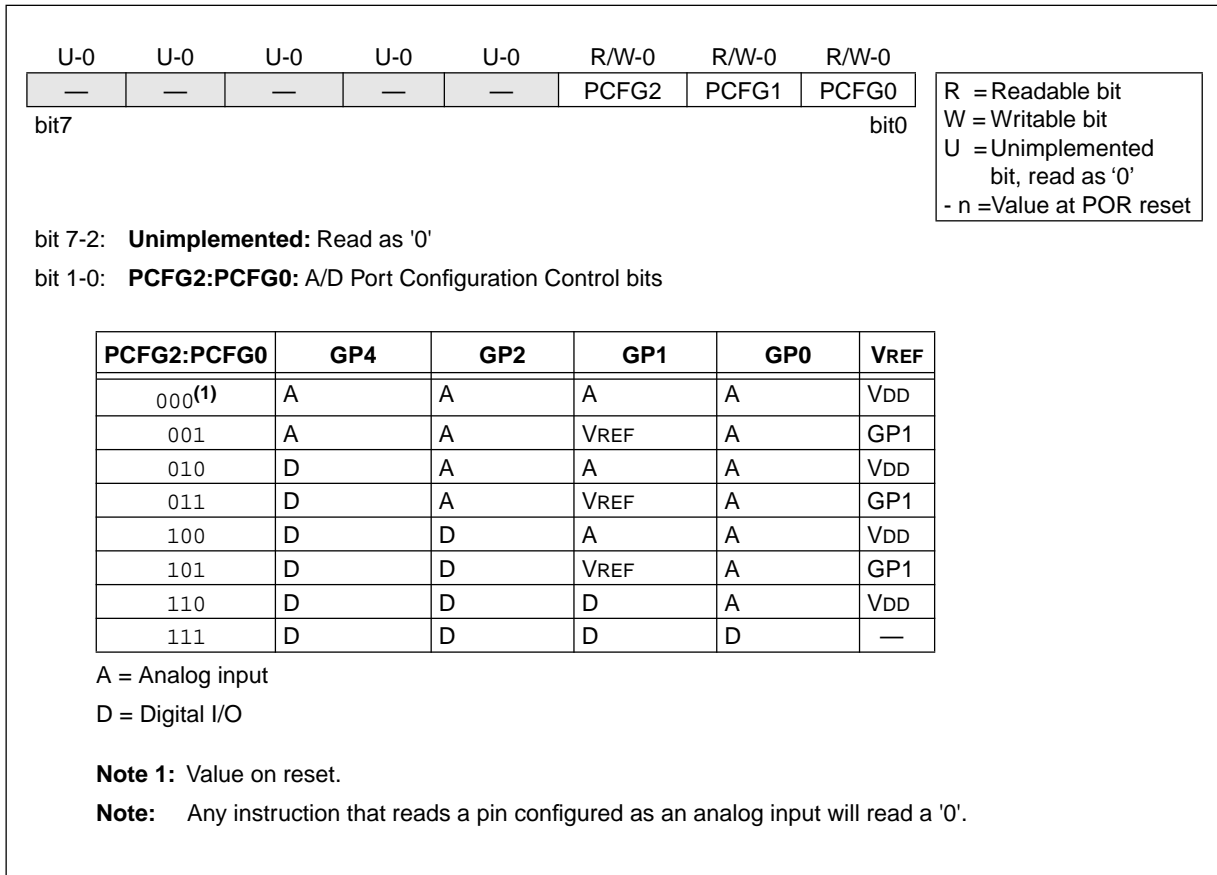 U-0 U-0 U-0 U-0 U-0 R/W-0 R/W-0 R/W-0
— — — — — PCFG2 PCFG1 PCFG0
bit7 bit0
R = Readable bit
W = Writable bit
U = Unimplemented
bit, read as ‘0’
- n = Value at POR reset
bit 7-2: Unimplemented: Read as '0'
bit 1-0: PCFG2:PCFG0: A/D Port Configuration Control bits
PCFG2:PCFG0 GP4 GP2 GP1 GP0 VREF
000(1) A A A A VDD
001 A A VREF A GP1
010 D A A A VDD
011 D A VREF A GP1
100 D D A A VDD
101 D D VREF A GP1
110 D D D A VDD
111 D D D D —
A = Analog input
D = Digital I/O
Note 1: Value on reset.
Note: Any instruction that reads a pin configured as an analog input will read a '0'.